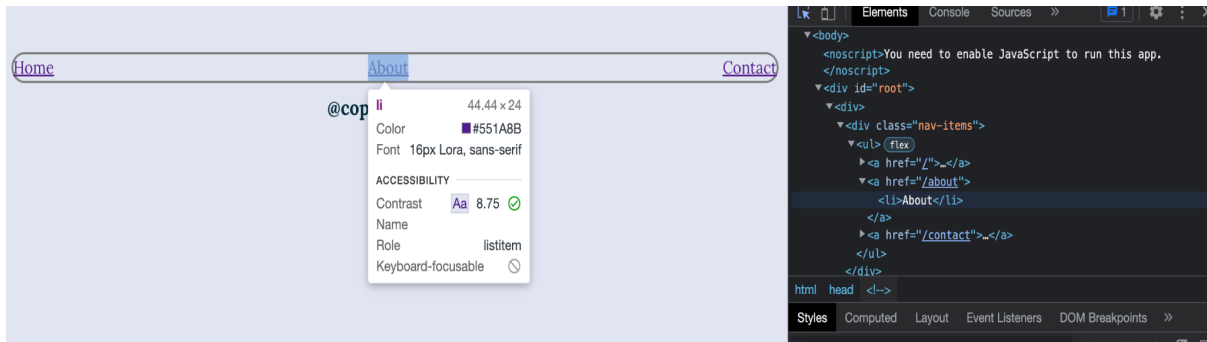 Home About Contact
@cop
li 44.44 × 24
Color #551A8B
Font 16px Lora, sans-serif
ACCESSIBILITY
Contrast Aa 8.75
Name
Role listitem
Keyboard-focusable
Elements Console Sources » 1
▼<body>
<noscript>You need to enable JavaScript to run this app.
</noscript>
▼<div id="root">
▼<div>
▼<div class="nav-items">
▼<ul> flex
▶<a href="/">…</a>
▼<a href="/about">
<li>About</li>
</a>
▶<a href="/contact">…</a>
</ul>
</div>
html head <!-->
Styles Computed Layout Event Listeners DOM Breakpoints »